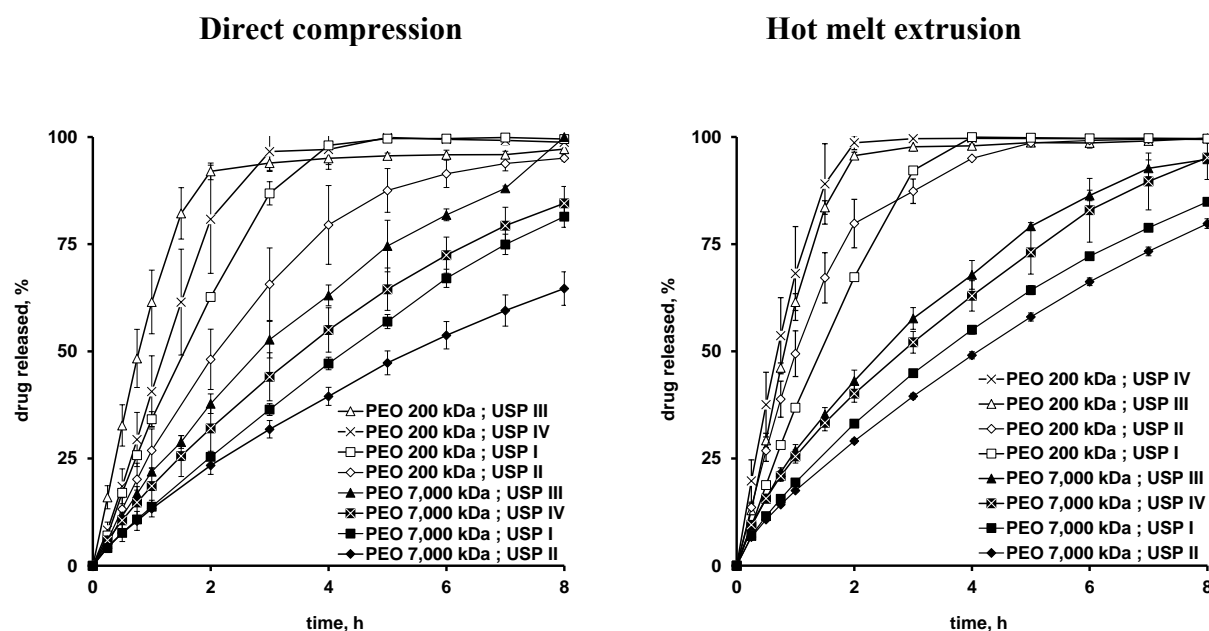 Direct compression
Hot melt extrusion
100
75
50
25
0
drug released, %
PEO 200 kDa ; USP III
PEO 200 kDa ; USP IV
PEO 200 kDa ; USP I
PEO 200 kDa ; USP II
PEO 7,000 kDa ; USP III
PEO 7,000 kDa ; USP IV
PEO 7,000 kDa ; USP I
PEO 7,000 kDa ; USP II
0 2 4 6 8
time, h
100
75
50
25
0
drug released, %
PEO 200 kDa ; USP IV
PEO 200 kDa ; USP III
PEO 200 kDa ; USP II
PEO 200 kDa ; USP I
PEO 7,000 kDa ; USP III
PEO 7,000 kDa ; USP IV
PEO 7,000 kDa ; USP I
PEO 7,000 kDa ; USP II
0 2 4 6 8
time, h